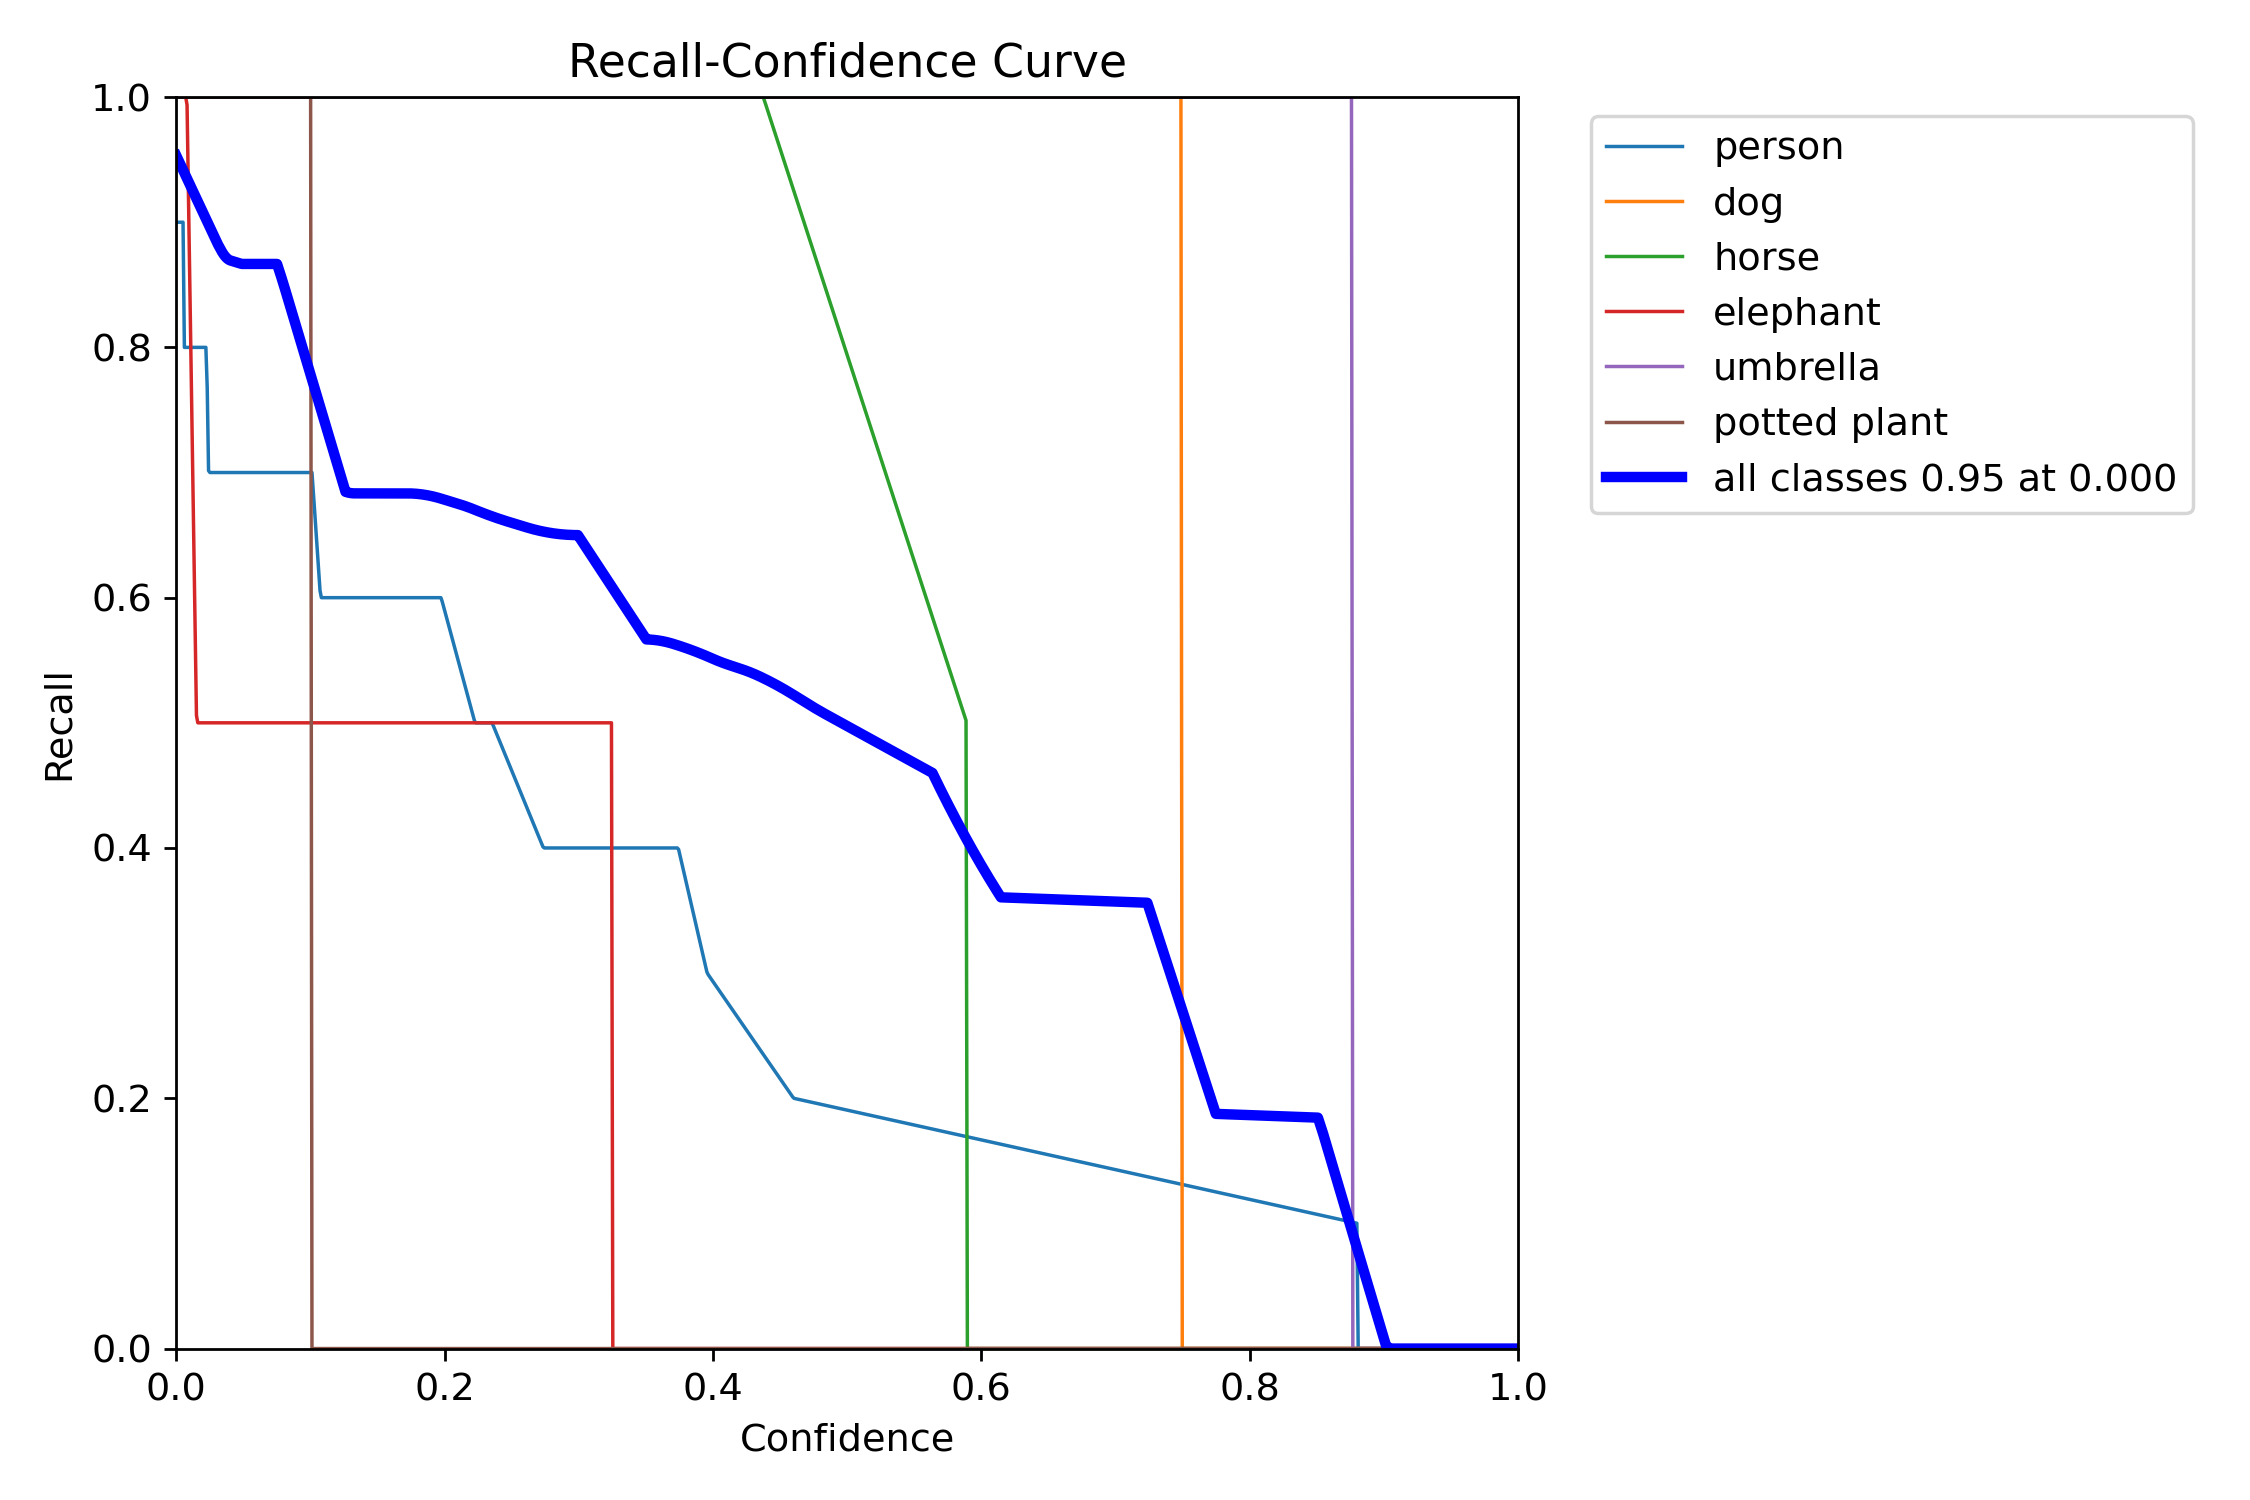 Recall-Confidence Curve
1.0
0.8
0.6
0.4
0.2
0.0
Recall
0.0 0.2 0.4 0.6 0.8 1.0
Confidence
person
dog
horse
elephant
umbrella
potted plant
all classes 0.95 at 0.000